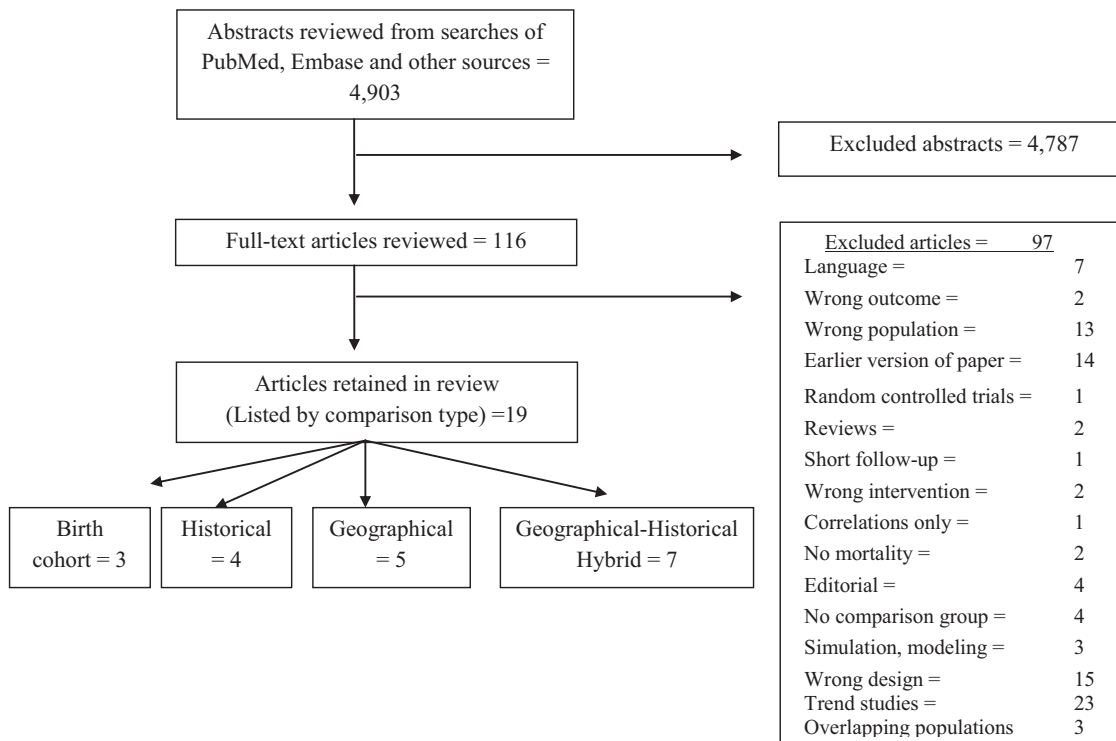 Abstracts reviewed from searches of
PubMed, Embase and other sources =
4,903
Excluded abstracts = 4,787
Full-text articles reviewed = 116
Excluded articles = 97
Language = 7
Wrong outcome = 2
Wrong population = 13
Earlier version of paper = 14
Random controlled trials = 1
Reviews = 2
Short follow-up = 1
Wrong intervention = 2
Correlations only = 1
No mortality = 2
Editorial = 4
No comparison group = 4
Simulation, modeling = 3
Wrong design = 15
Trend studies = 23
Overlapping populations 3
Articles retained in review
(Listed by comparison type) =19
Birth
cohort = 3
Historical
= 4
Geographical
= 5
Geographical-Historical
Hybrid = 7